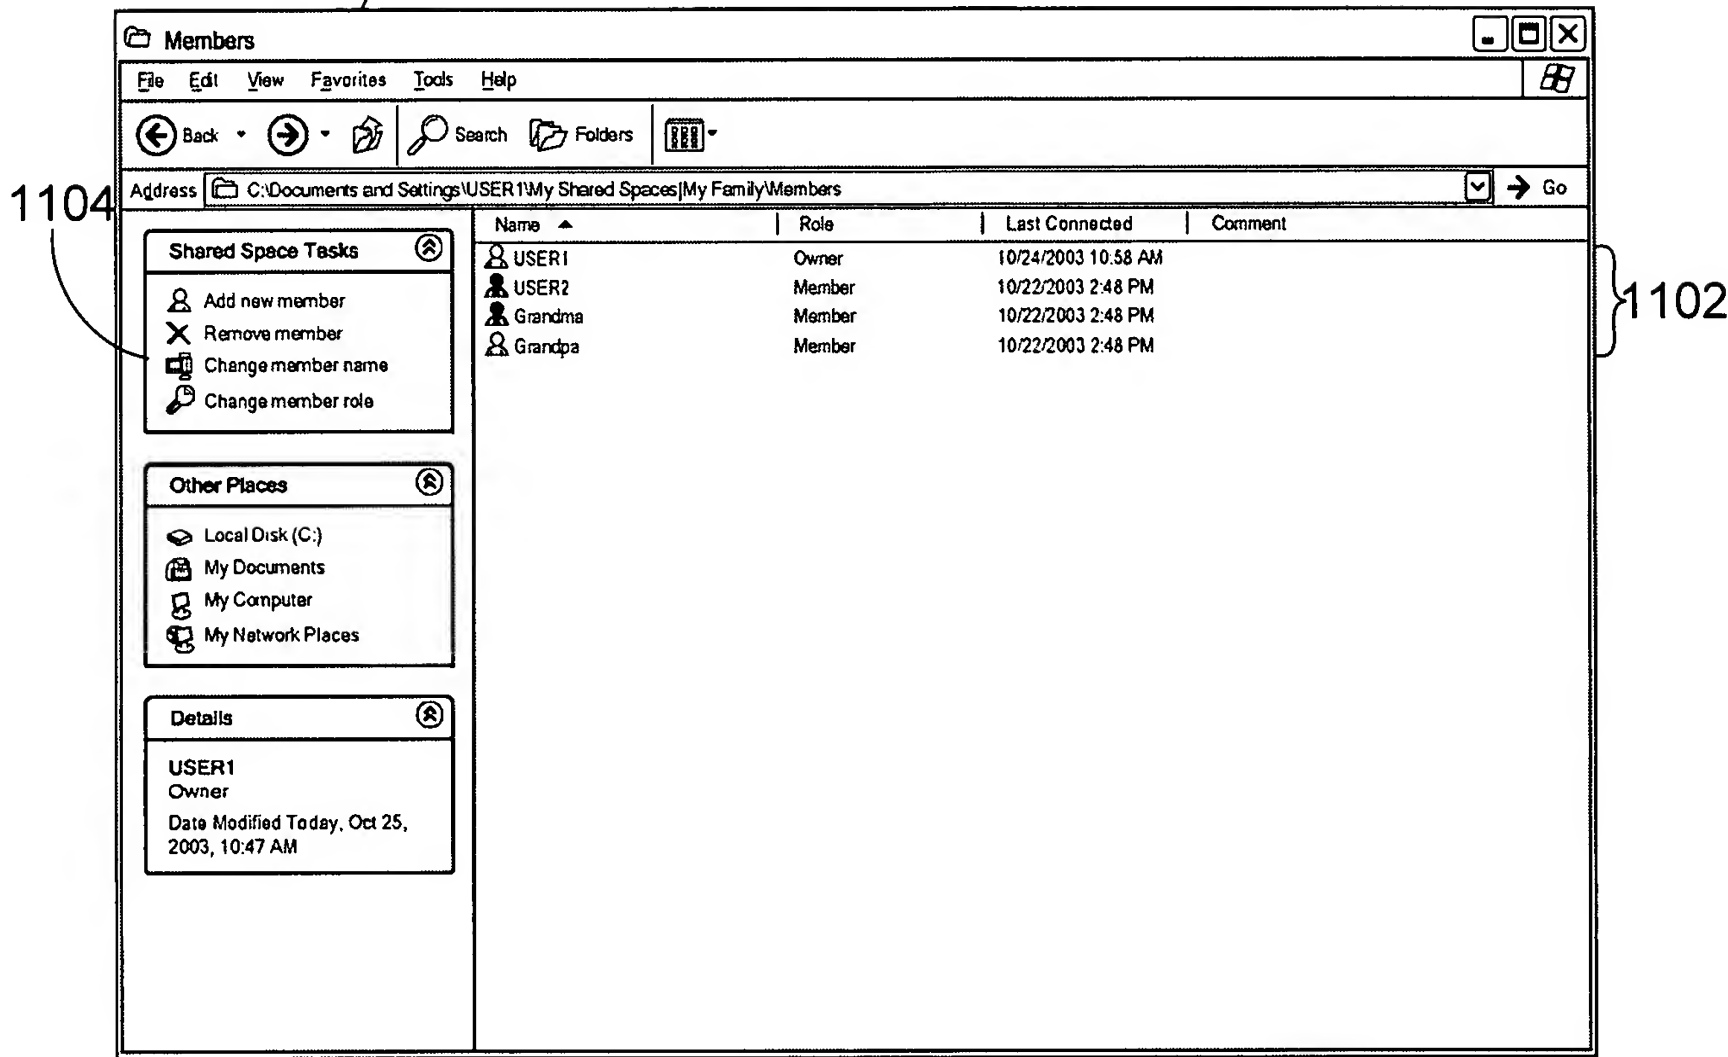 Members
File Edit View Favorites Tools Help
Back Search Folders
Address C:\Documents and Settings\USER1\My Shared Spaces|My Family\Members Go
1104
Name Role Last Connected Comment
Shared Space Tasks
USER1 Owner 10/24/2003 10:58 AM
USER2 Member 10/22/2003 2:48 PM
Grandma Member 10/22/2003 2:48 PM
Grandpa Member 10/22/2003 2:48 PM
1102
Add new member
Remove member
Change member name
Change member role
Other Places
Local Disk (C:)
My Documents
My Computer
My Network Places
Details
USER1
Owner
Date Modified Today, Oct 25,
2003, 10:47 AM